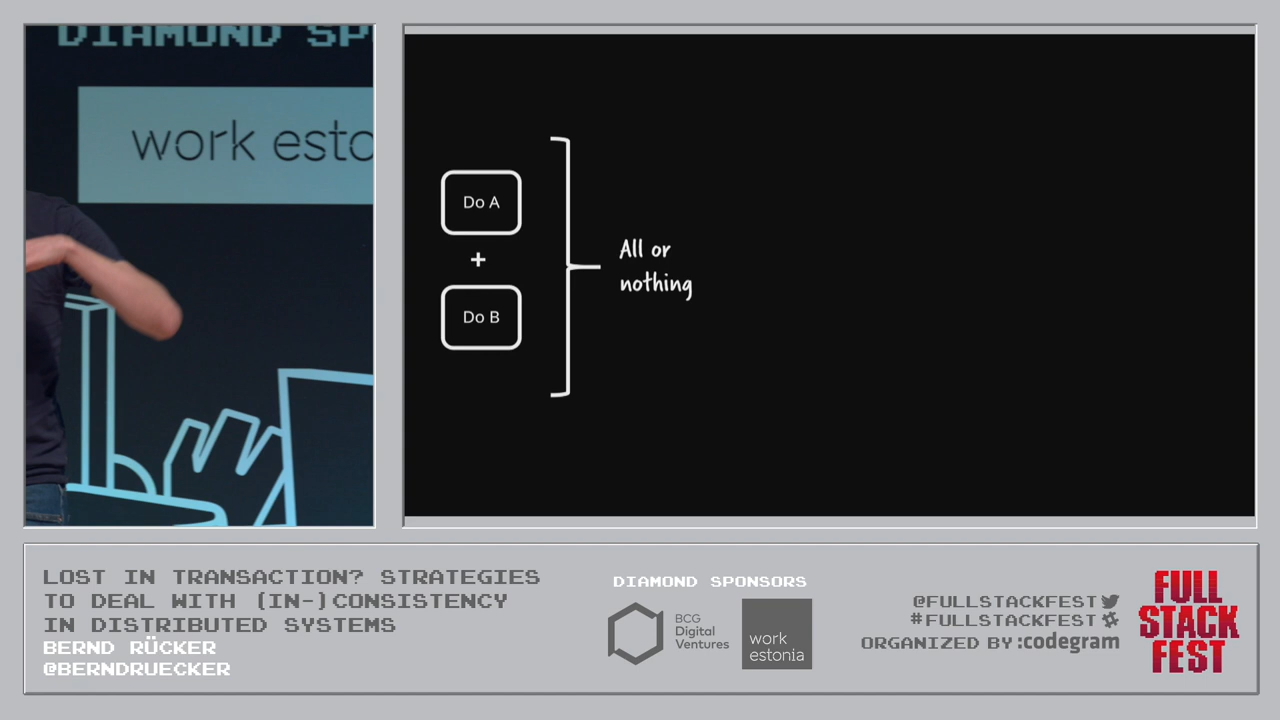 DIAMOND SP
work esto
Do A
+
Do B
All or
nothing
LOST IN TRANSACTION? STRATEGIES
TO DEAL WITH (IN-)CONSISTENCY
IN DISTRIBUTED SYSTEMS
BERND RÜCKER
@BERNDRUECKER
DIAMOND SPONSORS
BCG
Digital
Ventures
work
estonia
@FULLSTACKFEST
#FULLSTACKFEST
ORGANIZED BY :codegram
FULL
STACK
FEST